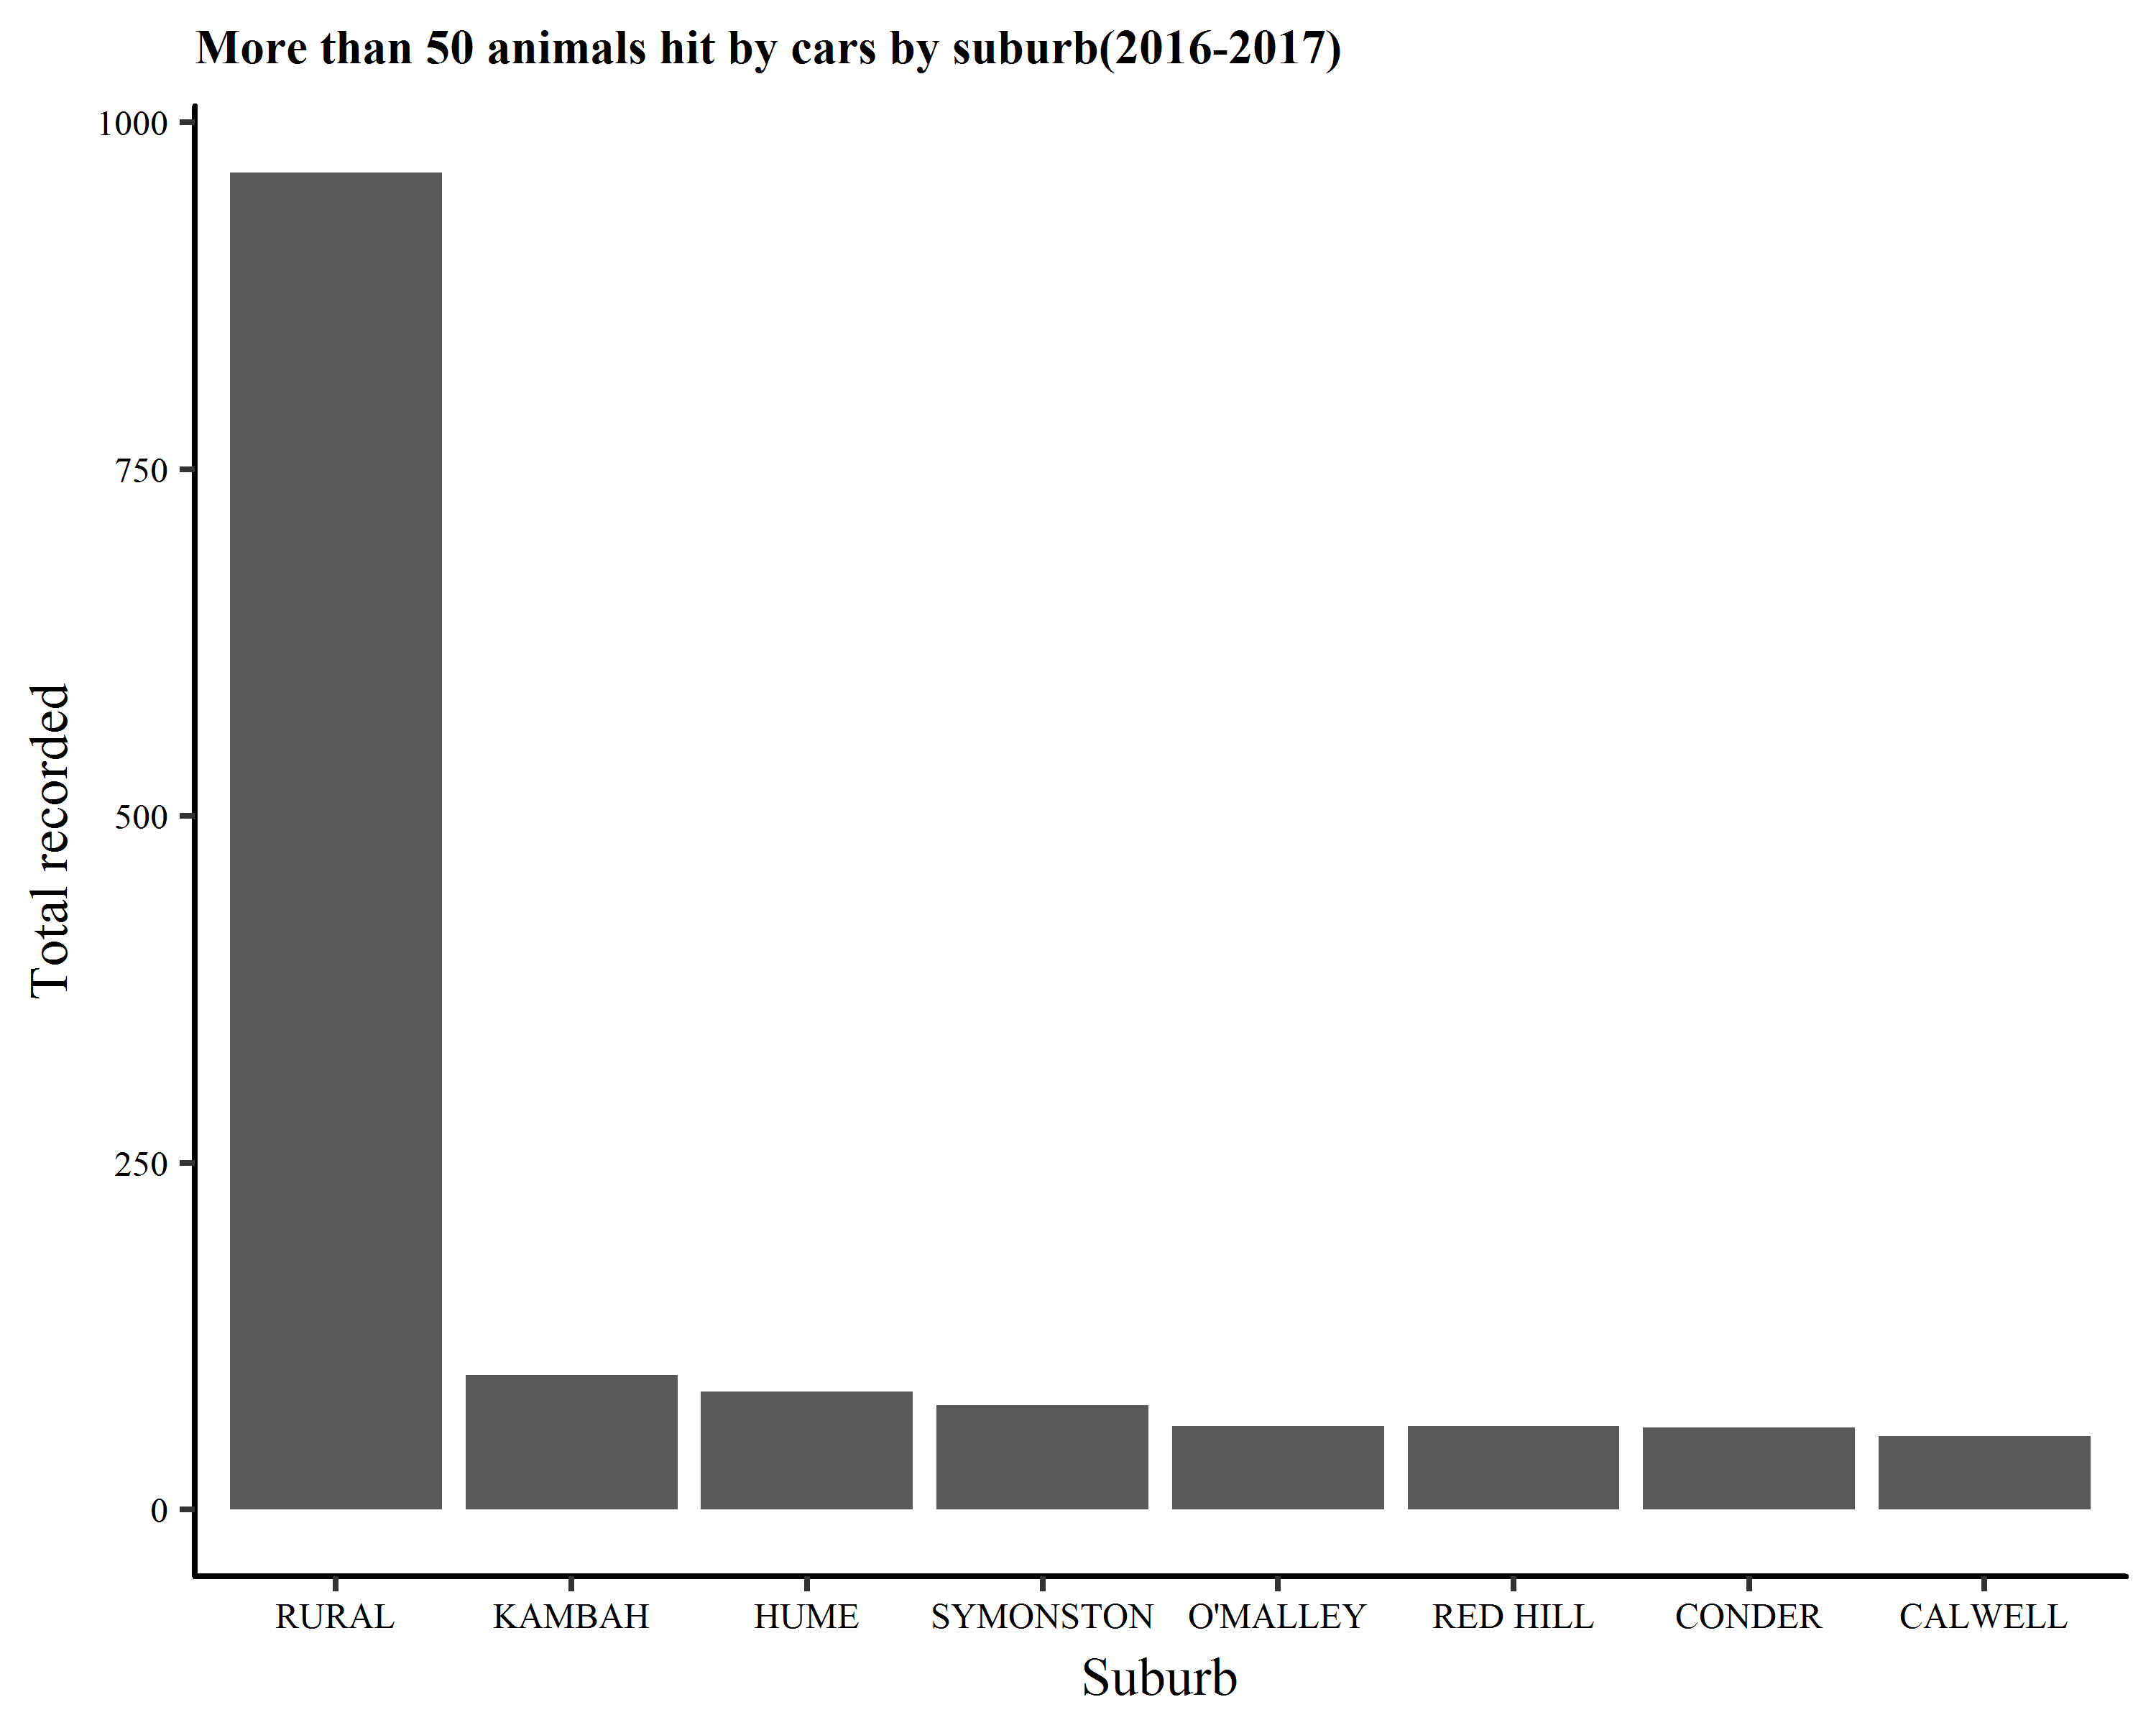 More than 50 animals hit by cars by suburb(2016-2017)
1000
750
500
250
0
Total recorded
RURAL KAMBAH HUME SYMONSTON O'MALLEY RED HILL CONDER CALWELL
Suburb